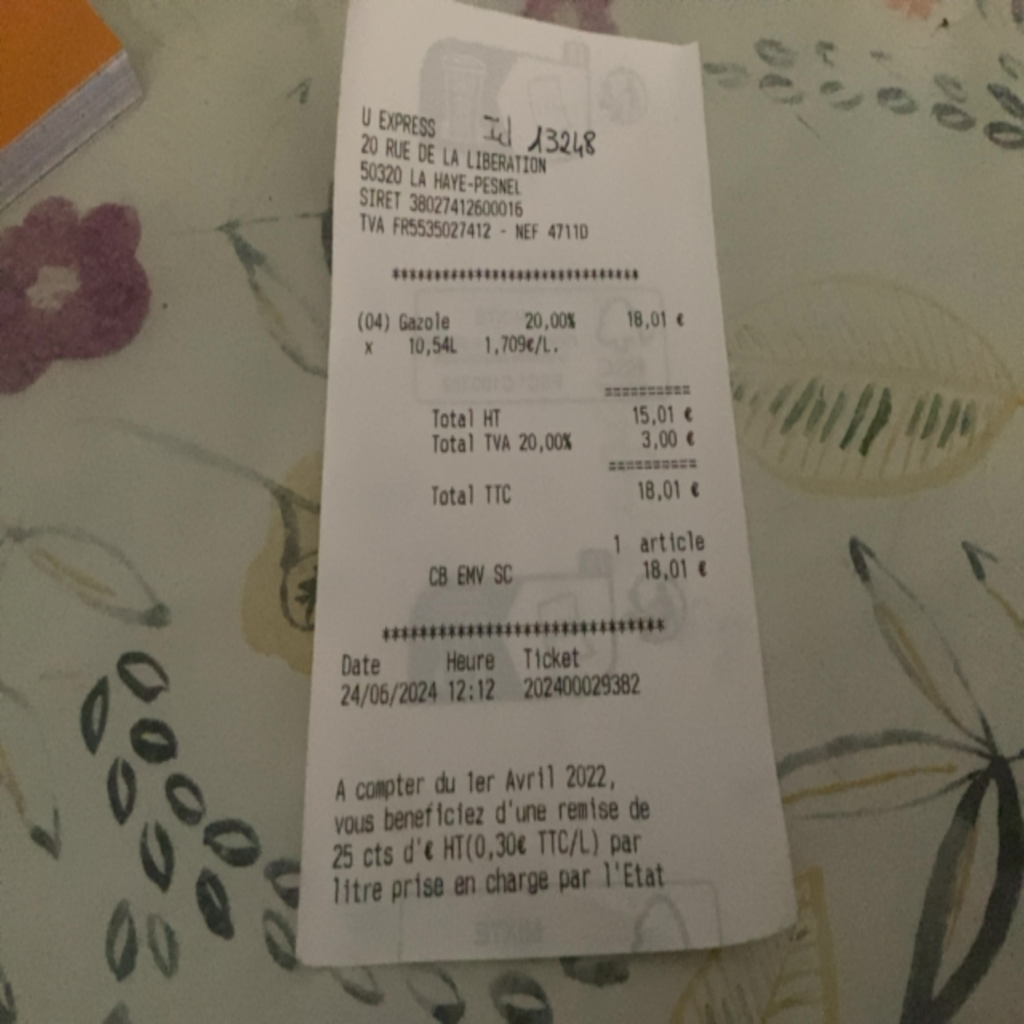 U EXPRESS Id 13248
20 RUE DE LA LIBERATION
50320 LA HAYE-PESNEL
SIRET 38027412600016
TVA FR5535027412 - NEF 4711D
******************************
(04) Gazole 20,00% 18,01 €
x 10,54L 1,709€/L.
==========
Total HT 15,01 €
Total TVA 20,00% 3,00 €
==========
Total TTC 18,01 €
1 article
CB EMV SC 18,01 €
******************************
Date Heure Ticket
24/06/2024 12:12 202400029382
A compter du 1er Avril 2022,
vous beneficiez d'une remise de
25 cts d'€ HT(0,30€ TTC/L) par
litre prise en charge par l'Etat